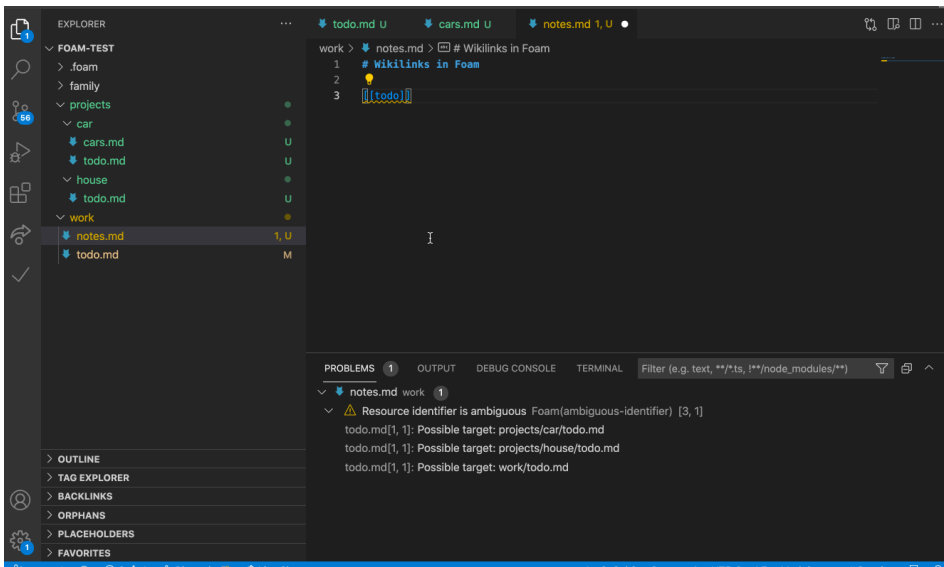 EXPLORER ...
FOAM-TEST
.foam
family
projects
car
cars.md U
todo.md U
house
todo.md U
work
notes.md 1, U
todo.md M
OUTLINE
TAG EXPLORER
BACKLINKS
ORPHANS
PLACEHOLDERS
FAVORITES
1
56
1
todo.md U cars.md U notes.md 1, U
work > notes.md > abc # Wikilinks in Foam
1 # Wikilinks in Foam
2
3 [[todo]]
PROBLEMS 1 OUTPUT DEBUG CONSOLE TERMINAL Filter (e.g. text, **/*.ts, !**/node_modules/**)
notes.md work 1
Resource identifier is ambiguous Foam(ambiguous-identifier) [3, 1]
todo.md[1, 1]: Possible target: projects/car/todo.md
todo.md[1, 1]: Possible target: projects/house/todo.md
todo.md[1, 1]: Possible target: work/todo.md